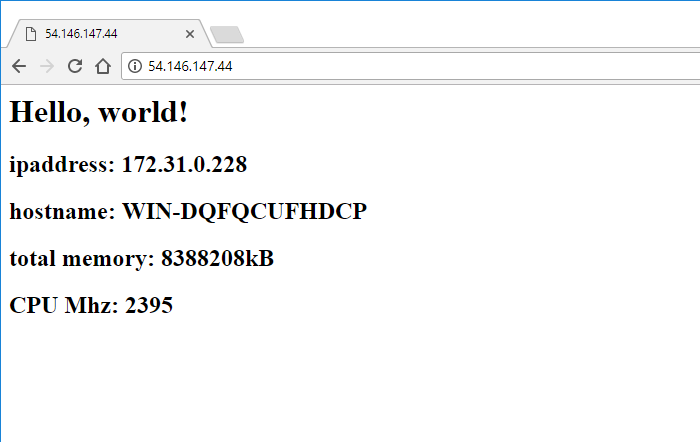 54.146.147.44
54.146.147.44
Hello, world!
ipaddress: 172.31.0.228
hostname: WIN-DQFQCUFHDCP
total memory: 8388208kB
CPU Mhz: 2395